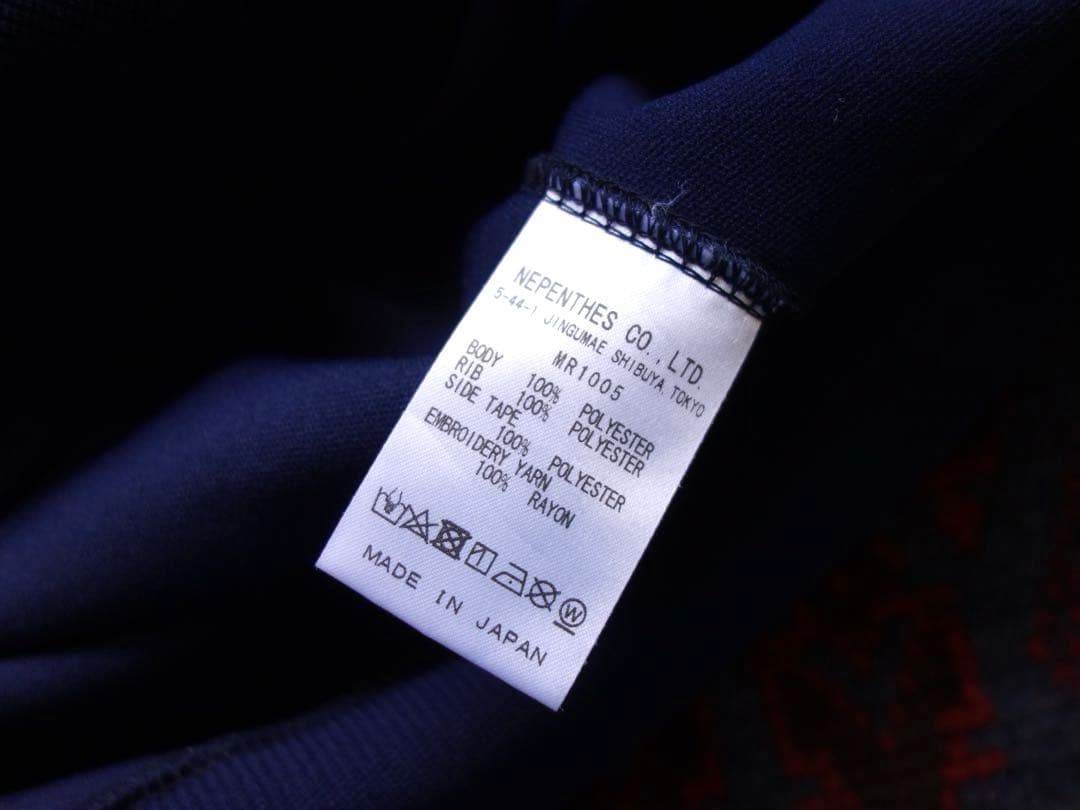 NEPENTHES CO., LTD.
5-44-1 JINGUMAE SHIBUYA, TOKYO
MR1005
BODY 100% POLYESTER
RIB 100% POLYESTER
SIDE TAPE
100% POLYESTER
EMBROIDERY YARN
100% RAYON
W
MADE IN JAPAN